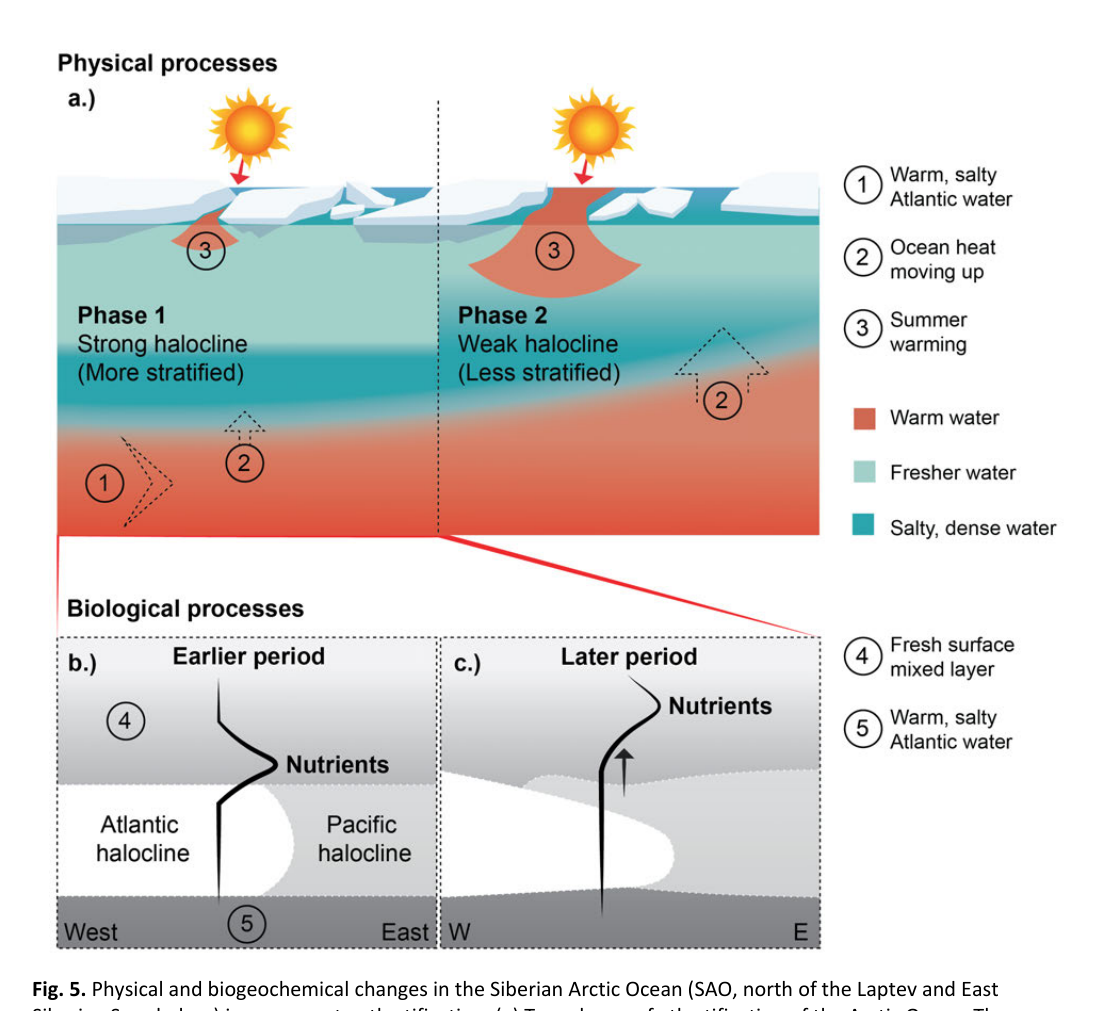 Physical processes
a.)
3
3
Phase 1
Strong halocline
(More stratified)
Phase 2
Weak halocline
(Less stratified)
1
2
2
1 Warm, salty
Atlantic water
2 Ocean heat
moving up
3 Summer
warming
Warm water
Fresher water
Salty, dense water
Biological processes
b.) Earlier period
4
Nutrients
Atlantic
halocline
Pacific
halocline
5
West
East
c.) Later period
Nutrients
W
E
4 Fresh surface
mixed layer
5 Warm, salty
Atlantic water
Fig. 5. Physical and biogeochemical changes in the Siberian Arctic Ocean (SAO, north of the Laptev and East